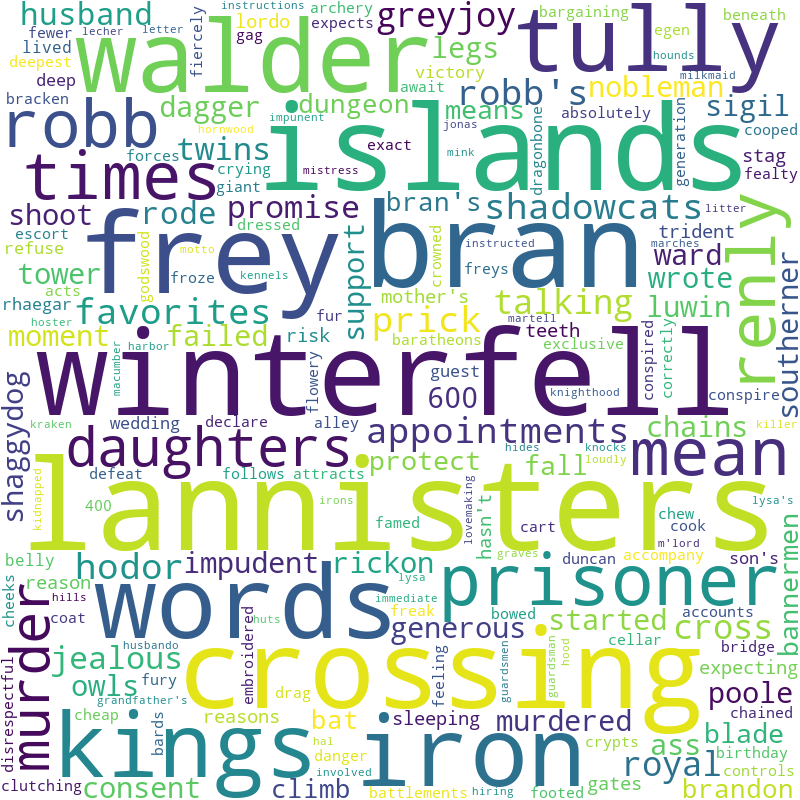 husband
instructions
archery
bargaining
beneath
fewer
lecher
letter
lordo
expects
greyjoy
tully
egen
lived
fiercely
gag
walder
legs
victory
hounds
deepest
deep
robb's
await
nobleman
milkmaid
bracken
dagger
dungeon
means
absolutely
sigil
robb
hornwood
impunent
islands
cooped
forces
twins
exact
jonas
dragonbone
generation
stag
times
crying
mink
fealty
giant
mistress
shoot
rode
promise
bran's
shadowcats
litter
escort
motto
dressed
frey
bran
crowned
instructed
marches
trident
refuse
godswood
freys
ward
renly
tower
froze
kennels
support
mother's
talking
wrote
southerner
acts
rhaegar
favorites
fur
luwin
hoster
prick
martell
moment
macumber
harbor
failed
risk
baratheons
teeth
exclusive
conspired
correctly
winterfell
shaggydog
flowery
guest
600
knighthood
conspire
kraken
wedding
declare
alley
appointments
chains
killer
daughters
hides
knocks
loudly
mean
defeat
follows
attracts
protect
fall
kidnapped
400
lannisters
irons
famed
lovemaking
hasn't
chew
lysa's
cart
cook
graves
m'lord
belly
hodor
impudent
rickon
duncan
accompany
son's
cheeks
reason
lysa
prisoner
bannermen
hills
words
immediate
coat
freak
bowed
started
accounts
murder
embroidered
huts
generous
cross
jealous
husbando
cellar
bridge
crossing
feeling
guardsmen
guardsman
hood
expecting
owls
fury
drag
disrespectful
grandfather's
poole
cheap
reasons
bat
sleeping
murdered
chained
bards
kings
hal
iron
crypts
ass
blade
danger
birthday
involved
gates
royal
controls
clutching
consent
climb
battlements
hiring
footed
brandon